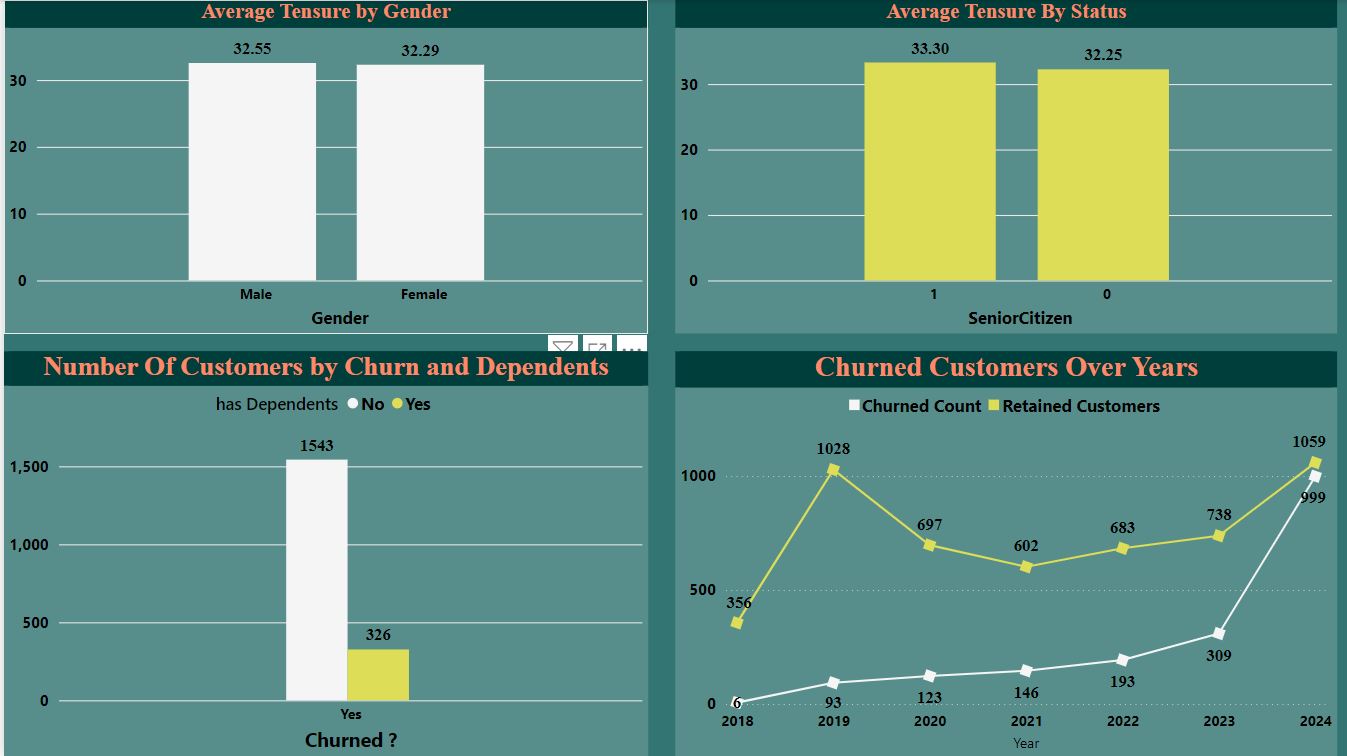 Average Tensure by Gender
32.55
32.29
30
20
10
0
Male
Female
Gender
Average Tensure By Status
33.30
32.25
30
20
10
0
1
0
SeniorCitizen
Number Of Customers by Churn and Dependents
has Dependents No Yes
1543
326
1,500
1,000
500
0
Yes
Churned ?
Churned Customers Over Years
Churned Count Retained Customers
1000
500
0
356
1028
697
602
683
738
1059
6
93
123
146
193
309
999
2018 2019 2020 2021 2022 2023 2024
Year